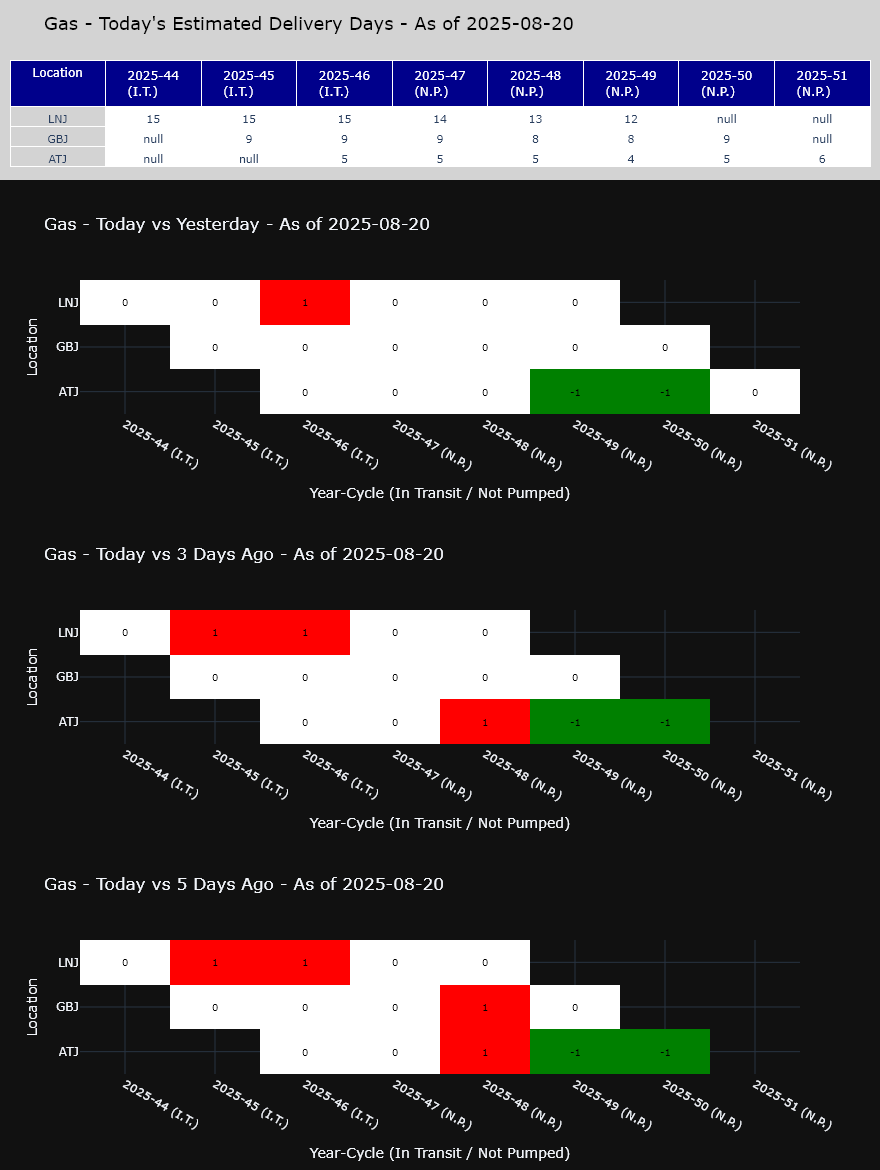 Gas - Today's Estimated Delivery Days - As of 2025-08-20
Location 2025-44 (I.T.) 2025-45 (I.T.) 2025-46 (I.T.) 2025-47 (N.P.) 2025-48 (N.P.) 2025-49 (N.P.) 2025-50 (N.P.) 2025-51 (N.P.)
LNJ 15 15 15 14 13 12 null null
GBJ null 9 9 9 8 8 9 null
ATJ null null 5 5 5 4 5 6
Gas - Today vs Yesterday - As of 2025-08-20
Location
LNJ 0 0 1 0 0 0
GBJ 0 0 0 0 0 0
ATJ 0 0 0 -1 -1 0
2025-44 (I.T.) 2025-45 (I.T.) 2025-46 (I.T.) 2025-47 (N.P.) 2025-48 (N.P.) 2025-49 (N.P.) 2025-50 (N.P.) 2025-51 (N.P.)
Year-Cycle (In Transit / Not Pumped)
Gas - Today vs 3 Days Ago - As of 2025-08-20
Location
LNJ 0 1 1 0 0
GBJ 0 0 0 0 0
ATJ 0 0 1 -1 -1
2025-44 (I.T.) 2025-45 (I.T.) 2025-46 (I.T.) 2025-47 (N.P.) 2025-48 (N.P.) 2025-49 (N.P.) 2025-50 (N.P.) 2025-51 (N.P.)
Year-Cycle (In Transit / Not Pumped)
Gas - Today vs 5 Days Ago - As of 2025-08-20
Location
LNJ 0 1 1 0 0
GBJ 0 0 0 1 0
ATJ 0 0 1 -1 -1
2025-44 (I.T.) 2025-45 (I.T.) 2025-46 (I.T.) 2025-47 (N.P.) 2025-48 (N.P.) 2025-49 (N.P.) 2025-50 (N.P.) 2025-51 (N.P.)
Year-Cycle (In Transit / Not Pumped)